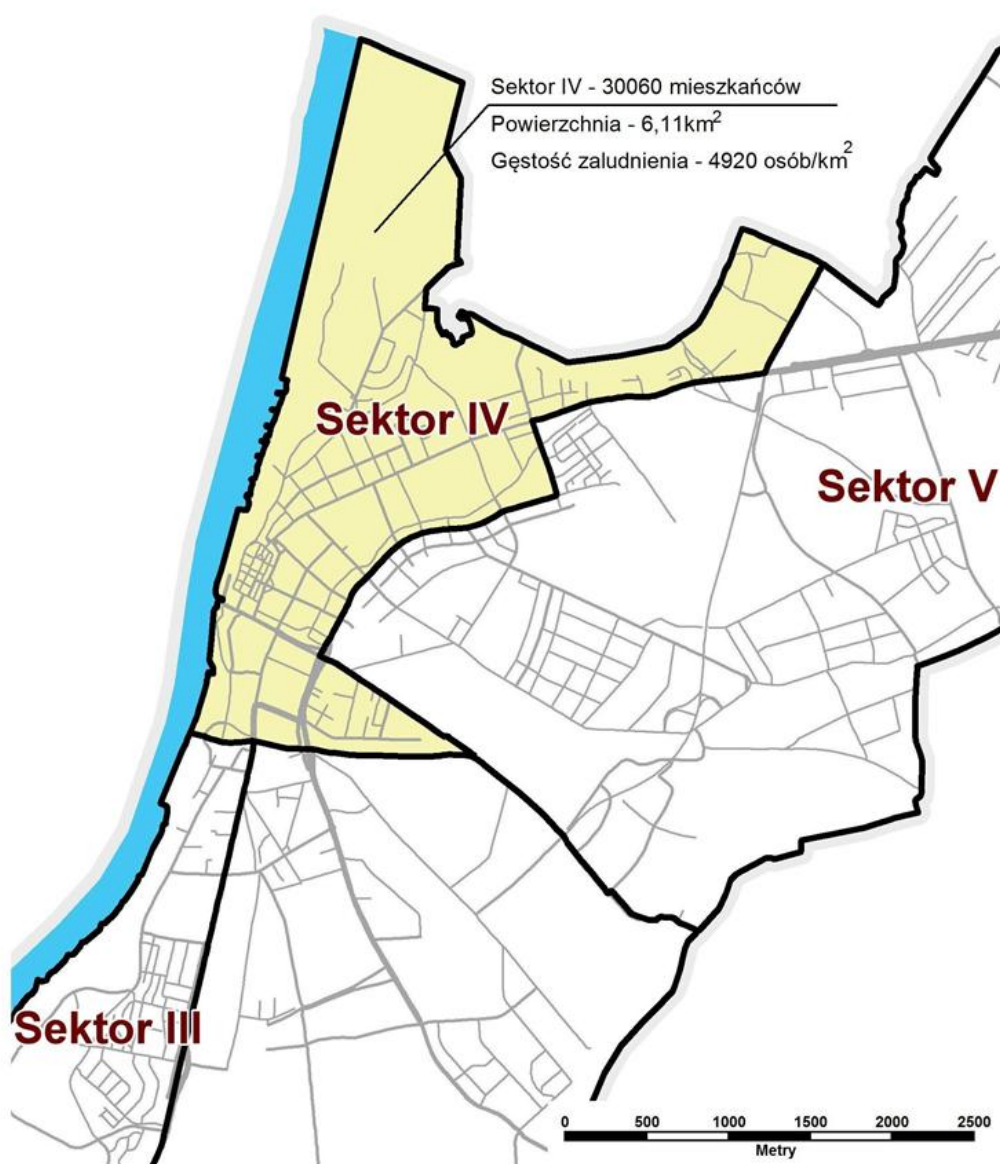 Sektor IV - 30060 mieszkańców
Powierzchnia - 6,11km²
Gęstość zaludnienia - 4920 osób/km²
Sektor IV
Sektor V
Sektor III
0 500 1000 1500 2000 2500
Metry